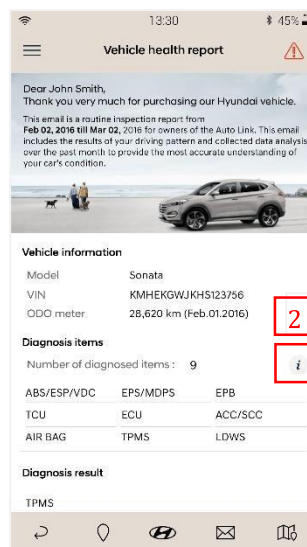 13:30 45%
Vehicle health report
Dear John Smith,
Thank you very much for purchasing our Hyundai vehicle.
This email is a routine inspection report from
Feb 02, 2016 till Mar 02, 2016 for owners of the Auto Link. This email
includes the results of your driving pattern and collected data analysis
over the past month to provide the most accurate understanding of
your car's condition.
Vehicle information
Model Sonata
VIN KMHEKGWJKHS123756
ODO meter 28,620 km (Feb.01.2016)
2
Diagnosis items
Number of diagnosed items : 9 i
ABS/ESP/VDC EPS/MDPS EPB
TCU ECU ACC/SCC
AIR BAG TPMS LDWS
Diagnosis result
TPMS